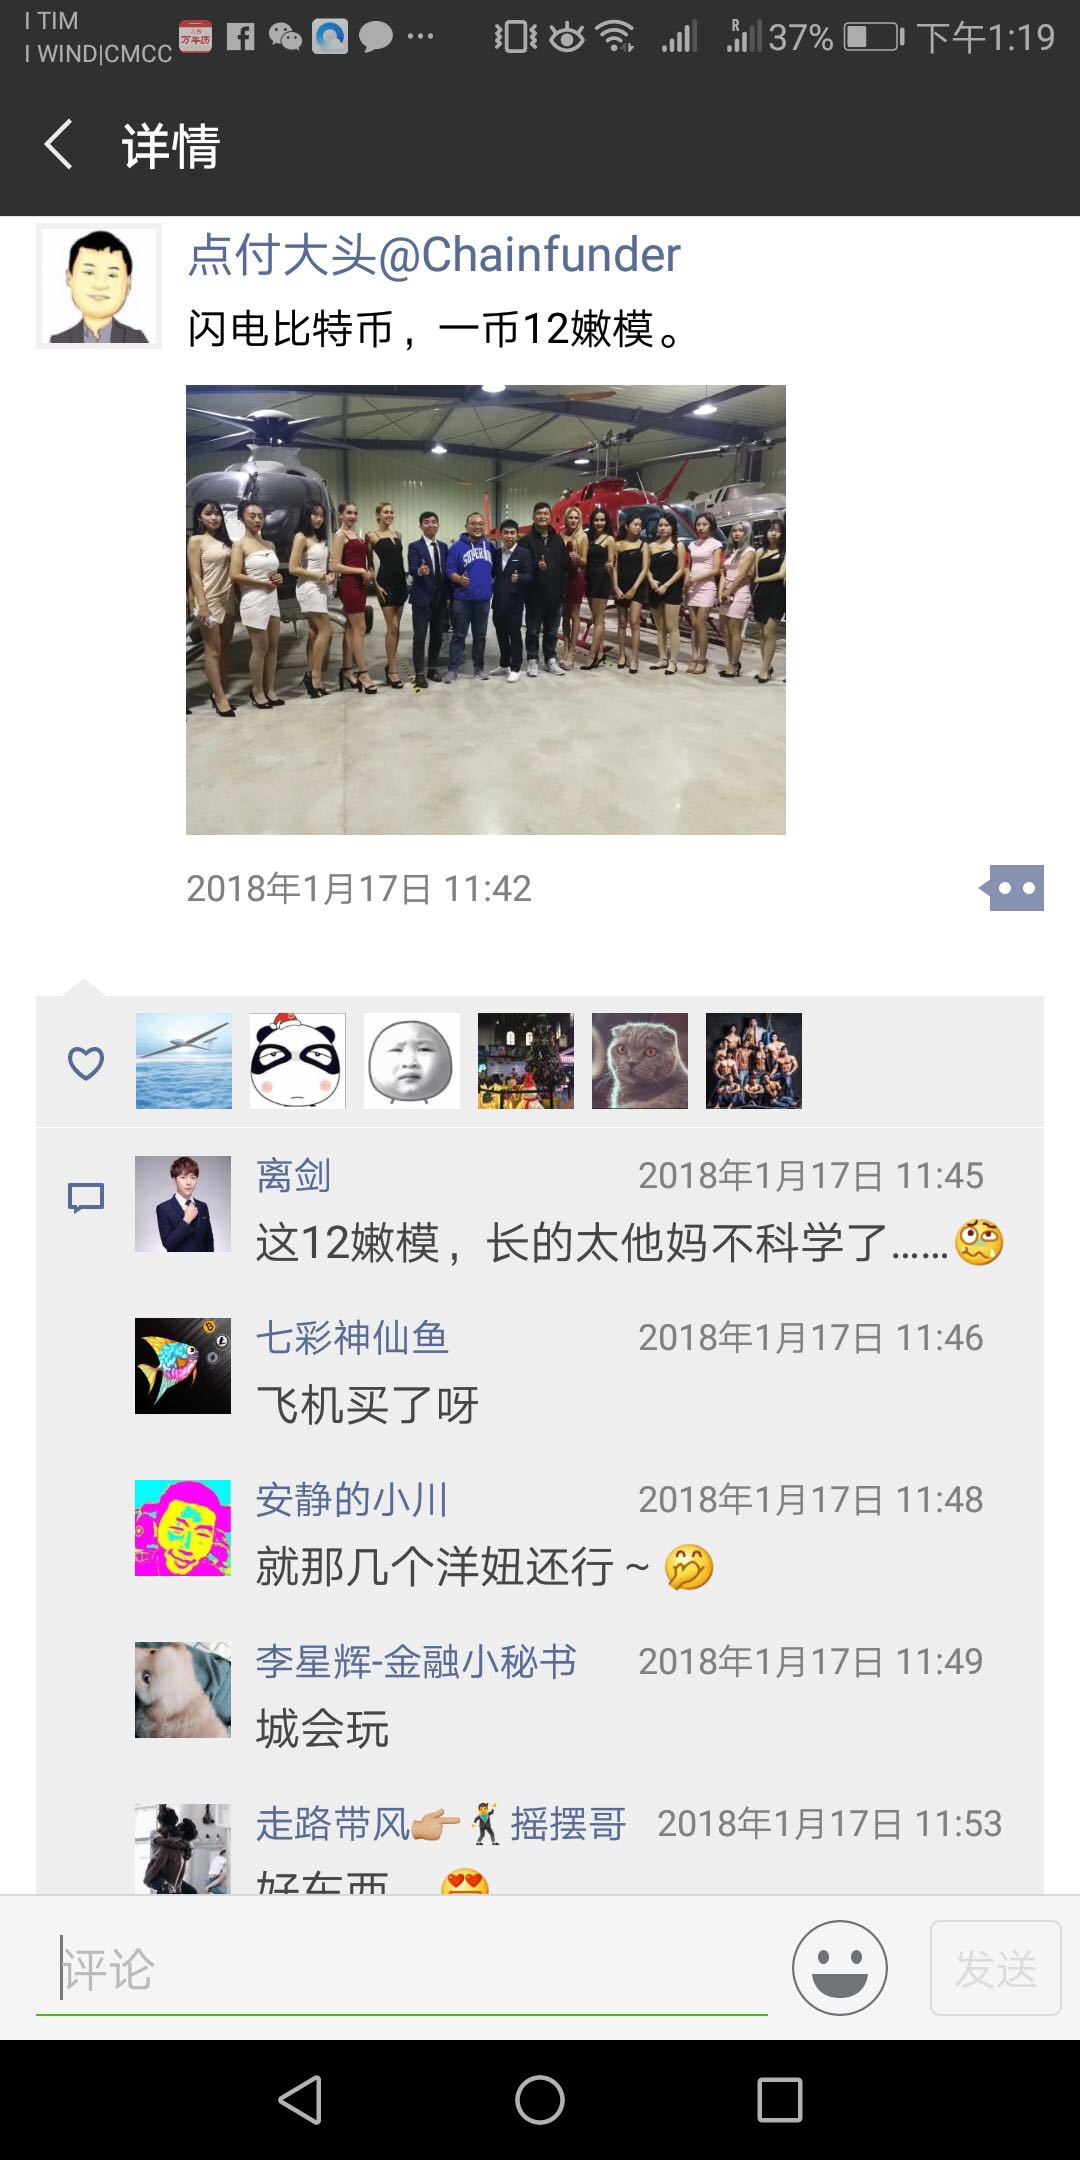 I TIM
I WIND|CMCC
万年历
37%
下午1:19
详情
点付大头@Chainfunder
闪电比特币，一币12嫩模。
2018年1月17日 11:42
离剑
2018年1月17日 11:45
这12嫩模，长的太他妈不科学了......
七彩神仙鱼
2018年1月17日 11:46
飞机买了呀
安静的小川
2018年1月17日 11:48
就那几个洋妞还行~
李星辉-金融小秘书
2018年1月17日 11:49
城会玩
走路带风👉🏼🕺摇摆哥
2018年1月17日 11:53
好东西
评论
发送